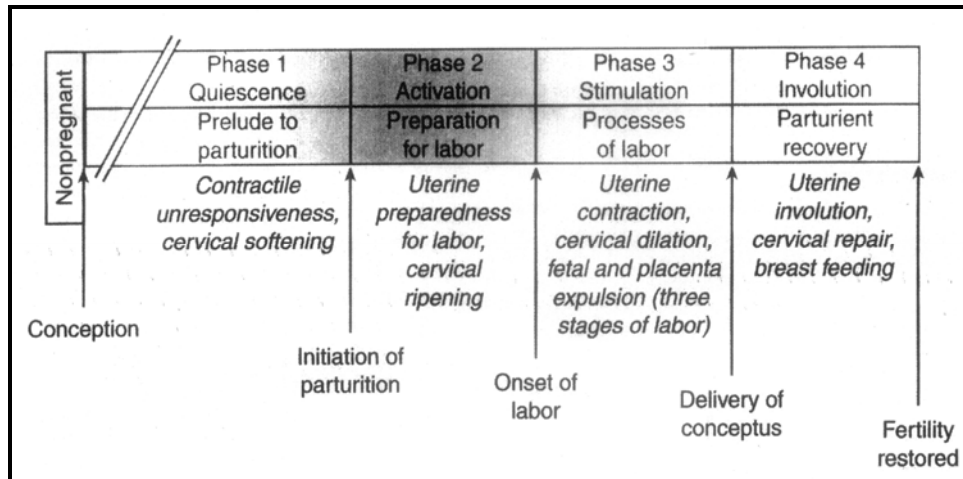 Nonpregnant
Phase 1
Quiescence
Prelude to
parturition
Contractile
unresponsiveness,
cervical softening
Phase 2
Activation
Preparation
for labor
Uterine
preparedness
for labor,
cervical
ripening
Phase 3
Stimulation
Processes
of labor
Uterine
contraction,
cervical dilation,
fetal and placenta
expulsion (three
stages of labor)
Phase 4
Involution
Parturient
recovery
Uterine
involution,
cervical repair,
breast feeding
Conception
Initiation of
parturition
Onset of
labor
Delivery of
conceptus
Fertility
restored